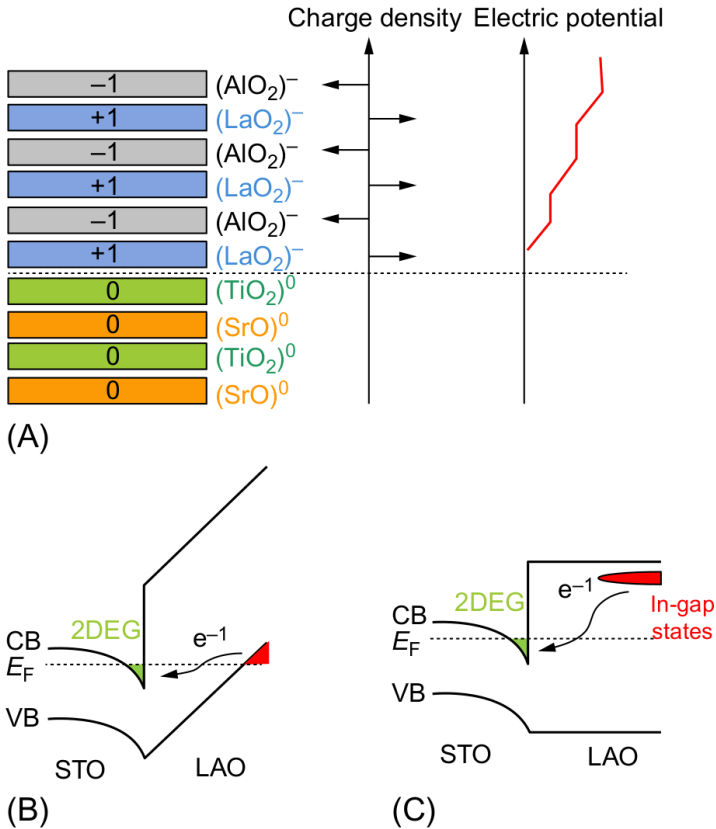 Charge density Electric potential
–1 (AlO₂)⁻
+1 (LaO₂)⁻
–1 (AlO₂)⁻
+1 (LaO₂)⁻
–1 (AlO₂)⁻
+1 (LaO₂)⁻
0 (TiO₂)⁰
0 (SrO)⁰
0 (TiO₂)⁰
0 (SrO)⁰
(A)
2DEG
CB
e⁻¹
E_F
VB
STO LAO
(B)
2DEG
e⁻¹
In-gap
states
CB
E_F
VB
STO LAO
(C)